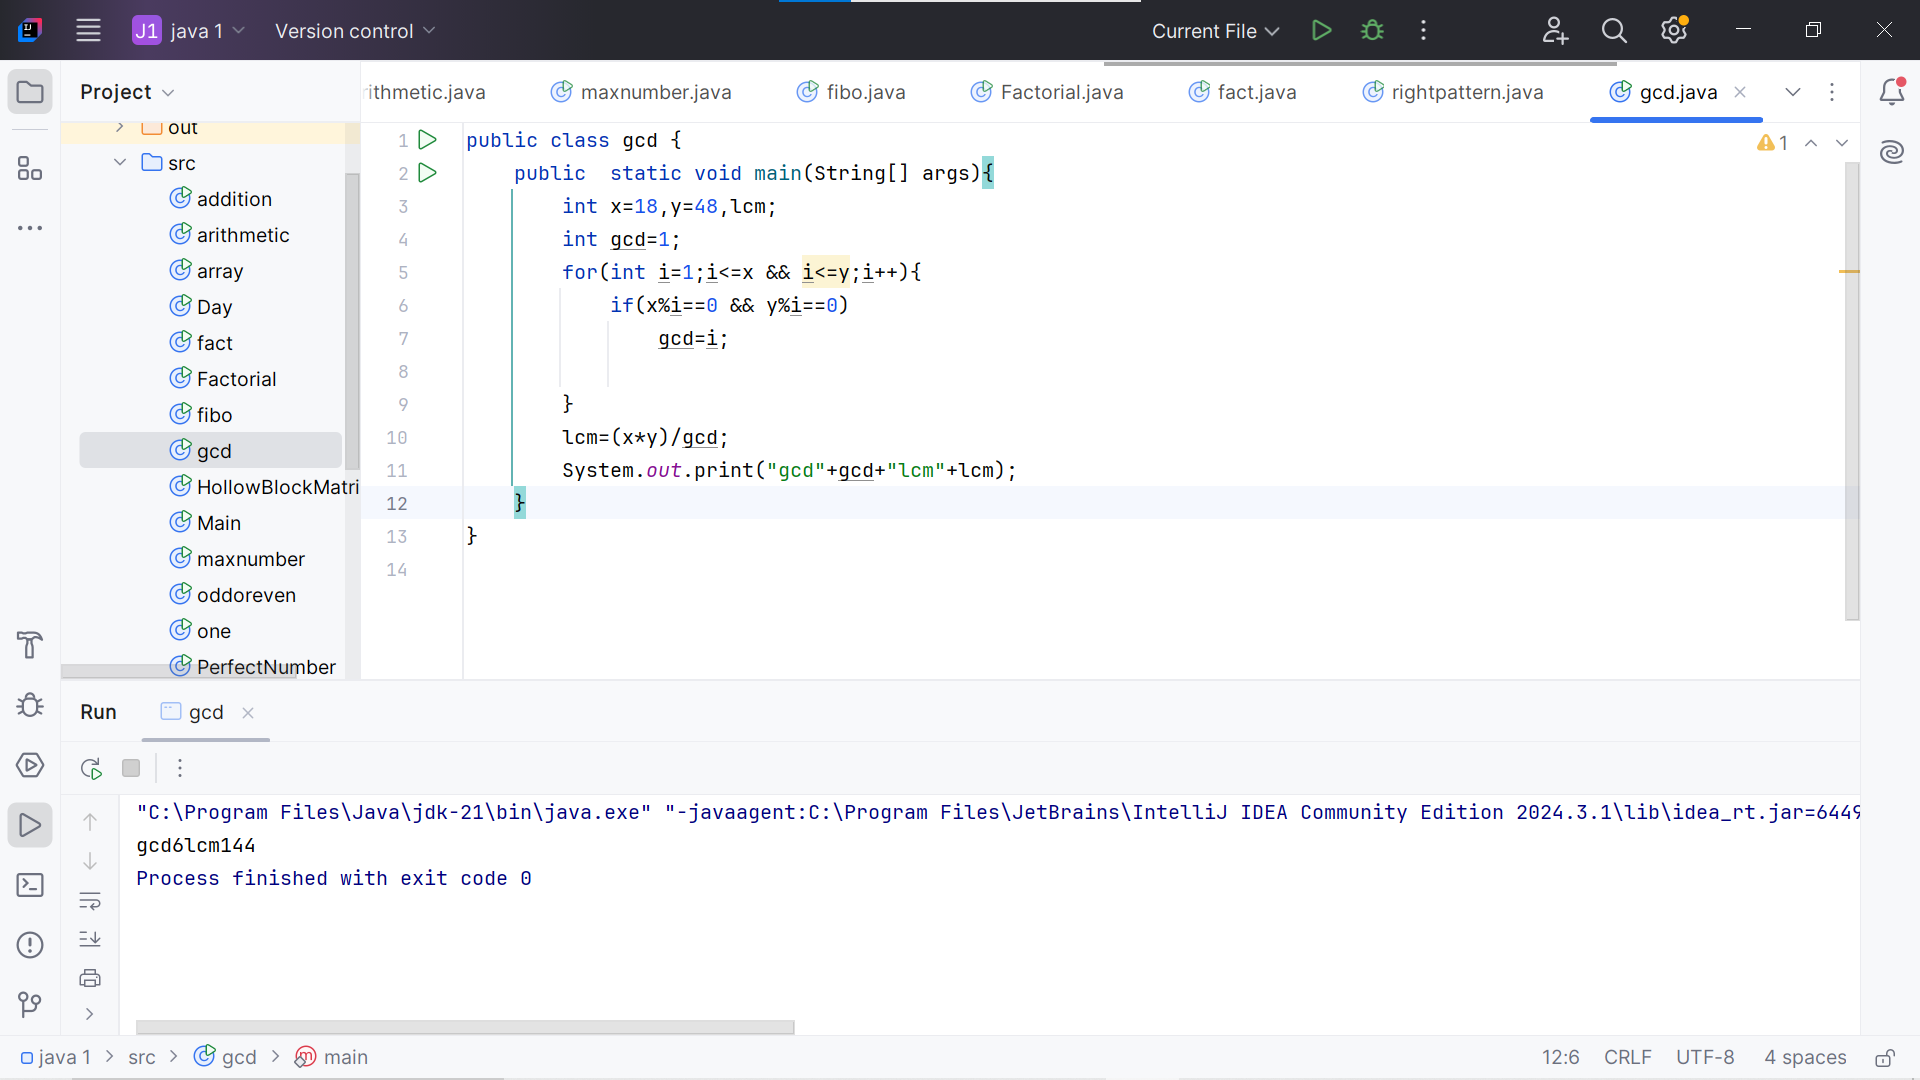 J1 java 1 Version control Current File
Project
ithmetic.java maxnumber.java fibo.java Factorial.java fact.java rightpattern.java gcd.java
out
src
addition
arithmetic
array
Day
fact
Factorial
fibo
gcd
HollowBlockMatri
Main
maxnumber
oddoreven
one
PerfectNumber
1 public class gcd {
2     public  static void main(String[] args){
3         int x=18,y=48,lcm;
4         int gcd=1;
5         for(int i=1;i<=x && i<=y;i++){
6             if(x%i==0 && y%i==0)
7                 gcd=i;
8
9         }
10         lcm=(x*y)/gcd;
11         System.out.print("gcd"+gcd+"lcm"+lcm);
12     }
13 }
14
1
Run gcd
"C:\Program Files\Java\jdk-21\bin\java.exe" "-javaagent:C:\Program Files\JetBrains\IntelliJ IDEA Community Edition 2024.3.1\lib\idea_rt.jar=6449
gcd6lcm144
Process finished with exit code 0
java 1 > src > gcd > main 12:6 CRLF UTF-8 4 spaces